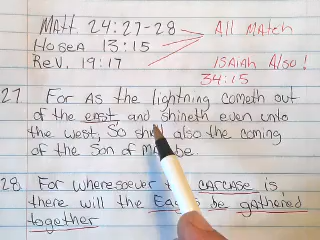 Matt. 24:27-28
Hosea 13:15
Rev. 19:17
All Match
Isaiah Also!
34:15
27 For as the lightning cometh out
of the east, and shineth even unto
the west, so shall also the coming
of the Son of be.
28. For wheresoever carcase is,
there will the Eagles be gathered
together